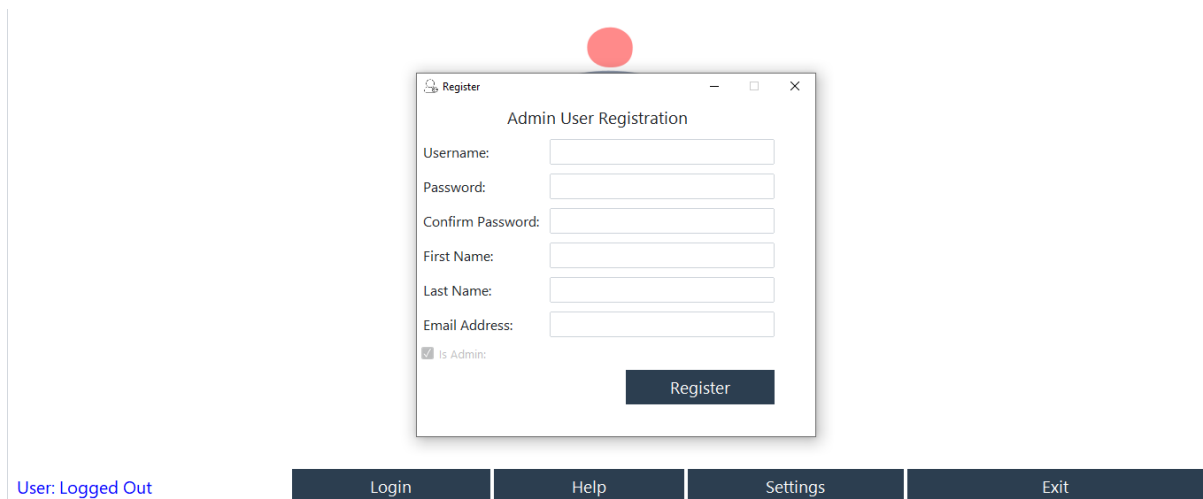 Register
Admin User Registration
Username:
Password:
Confirm Password:
First Name:
Last Name:
Email Address:
Is Admin:
Register
User: Logged Out Login Help Settings Exit